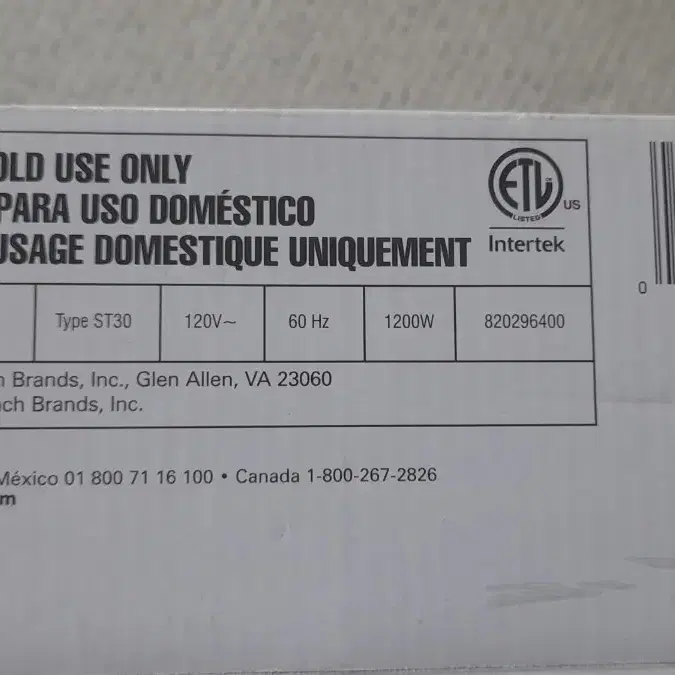 OLD USE ONLY
PARA USO DOMÉSTICO
USAGE DOMESTIQUE UNIQUEMENT
ETL
LISTED
US
Intertek
Type ST30 120V~ 60 Hz 1200W 820296400
h Brands, Inc., Glen Allen, VA 23060
ch Brands, Inc.
México 01 800 71 16 100 • Canada 1-800-267-2826
m
0